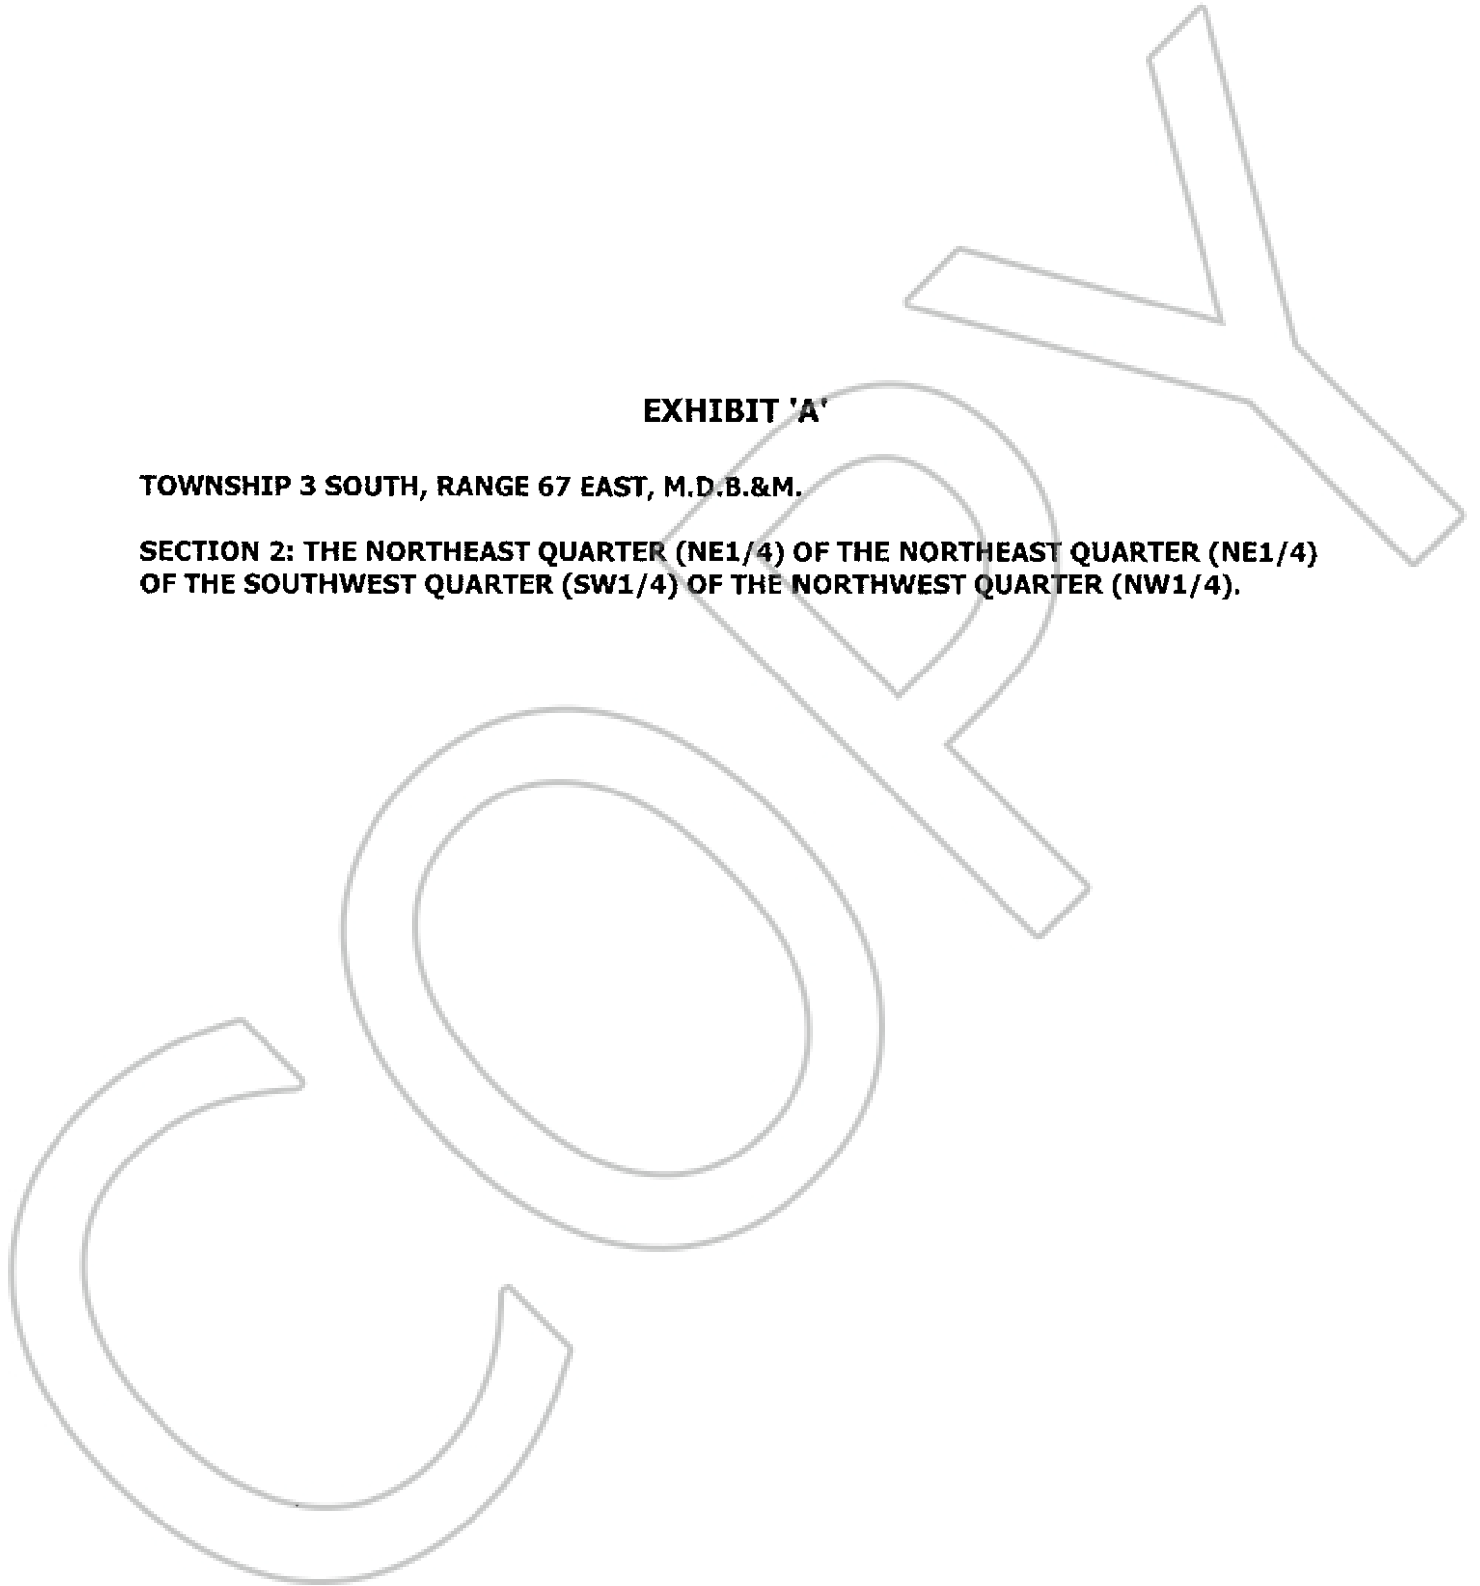 EXHIBIT 'A'
TOWNSHIP 3 SOUTH, RANGE 67 EAST, M.D.B.&M.
SECTION 2: THE NORTHEAST QUARTER (NE1/4) OF THE NORTHEAST QUARTER (NE1/4)
OF THE SOUTHWEST QUARTER (SW1/4) OF THE NORTHWEST QUARTER (NW1/4).
COPY